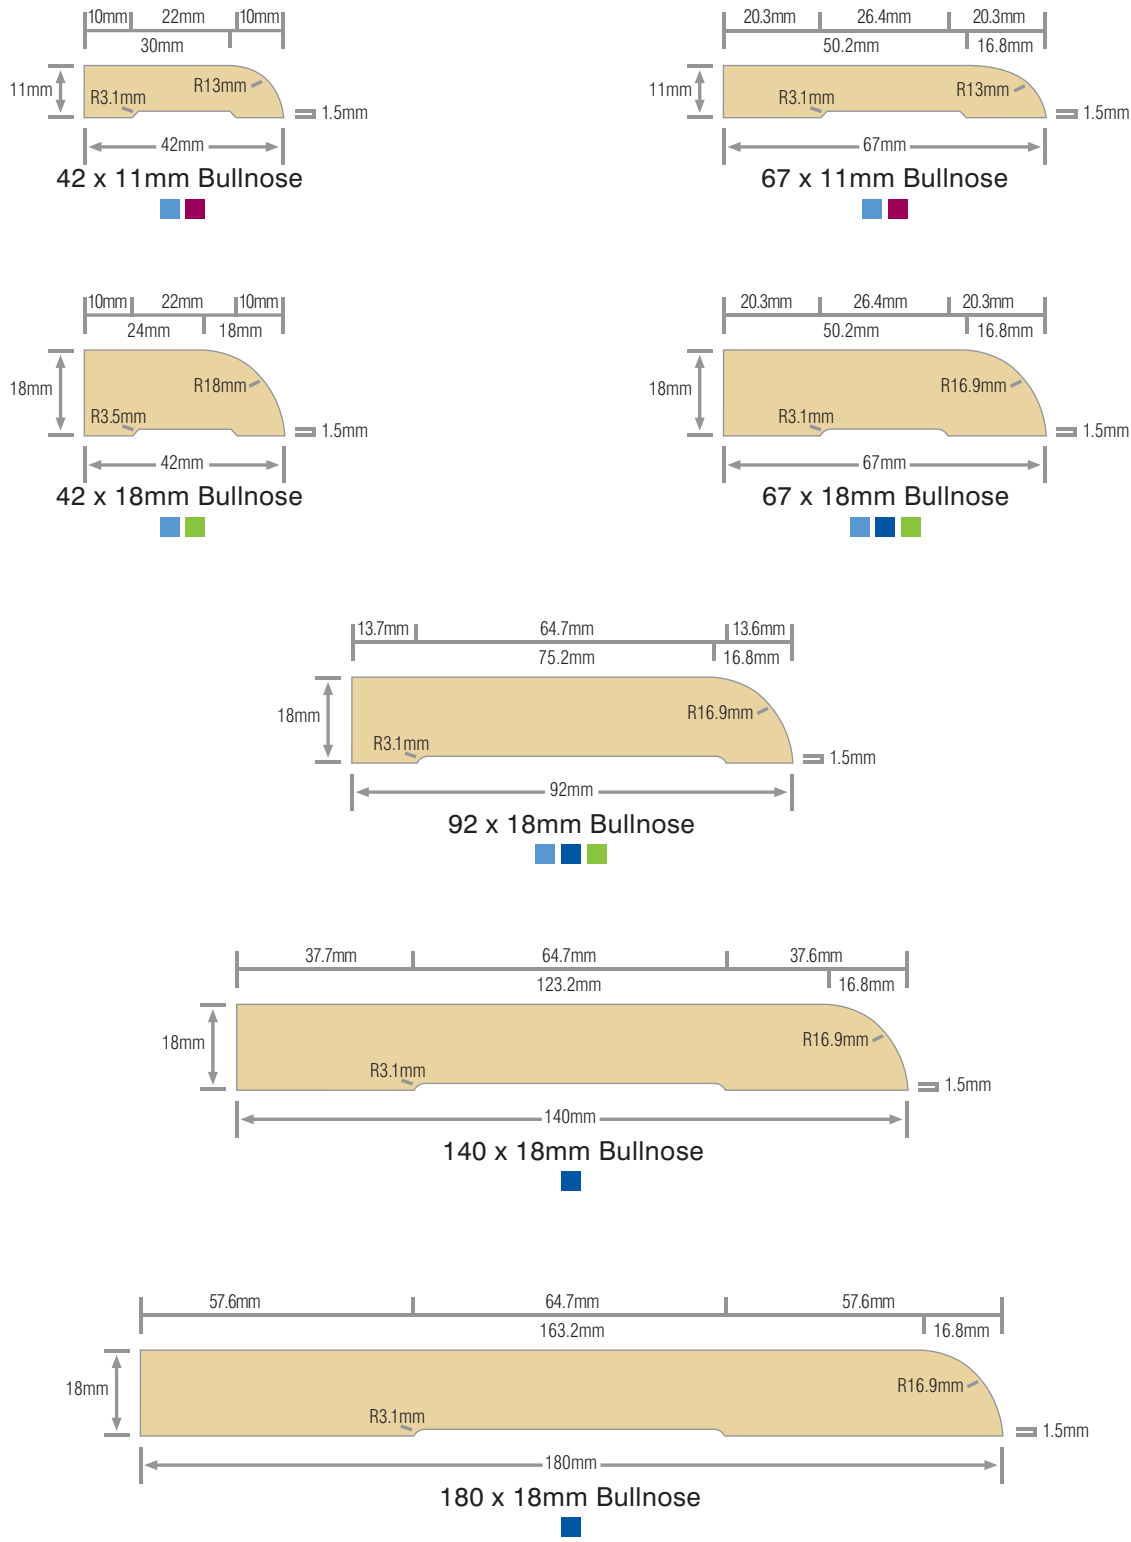 10mm 22mm 10mm
30mm
11mm
R3.1mm
R13mm
1.5mm
42mm
42 x 11mm Bullnose
20.3mm 26.4mm 20.3mm
50.2mm 16.8mm
11mm
R3.1mm
R13mm
1.5mm
67mm
67 x 11mm Bullnose
10mm 22mm 10mm
24mm 18mm
18mm
R18mm
R3.5mm
1.5mm
42mm
42 x 18mm Bullnose
20.3mm 26.4mm 20.3mm
50.2mm 16.8mm
18mm
R16.9mm
R3.1mm
1.5mm
67mm
67 x 18mm Bullnose
13.7mm 64.7mm 13.6mm
75.2mm 16.8mm
18mm
R16.9mm
R3.1mm
1.5mm
92mm
92 x 18mm Bullnose
37.7mm 64.7mm 37.6mm
123.2mm 16.8mm
18mm
R16.9mm
R3.1mm
1.5mm
140mm
140 x 18mm Bullnose
57.6mm 64.7mm 57.6mm
163.2mm 16.8mm
18mm
R16.9mm
R3.1mm
1.5mm
180mm
180 x 18mm Bullnose